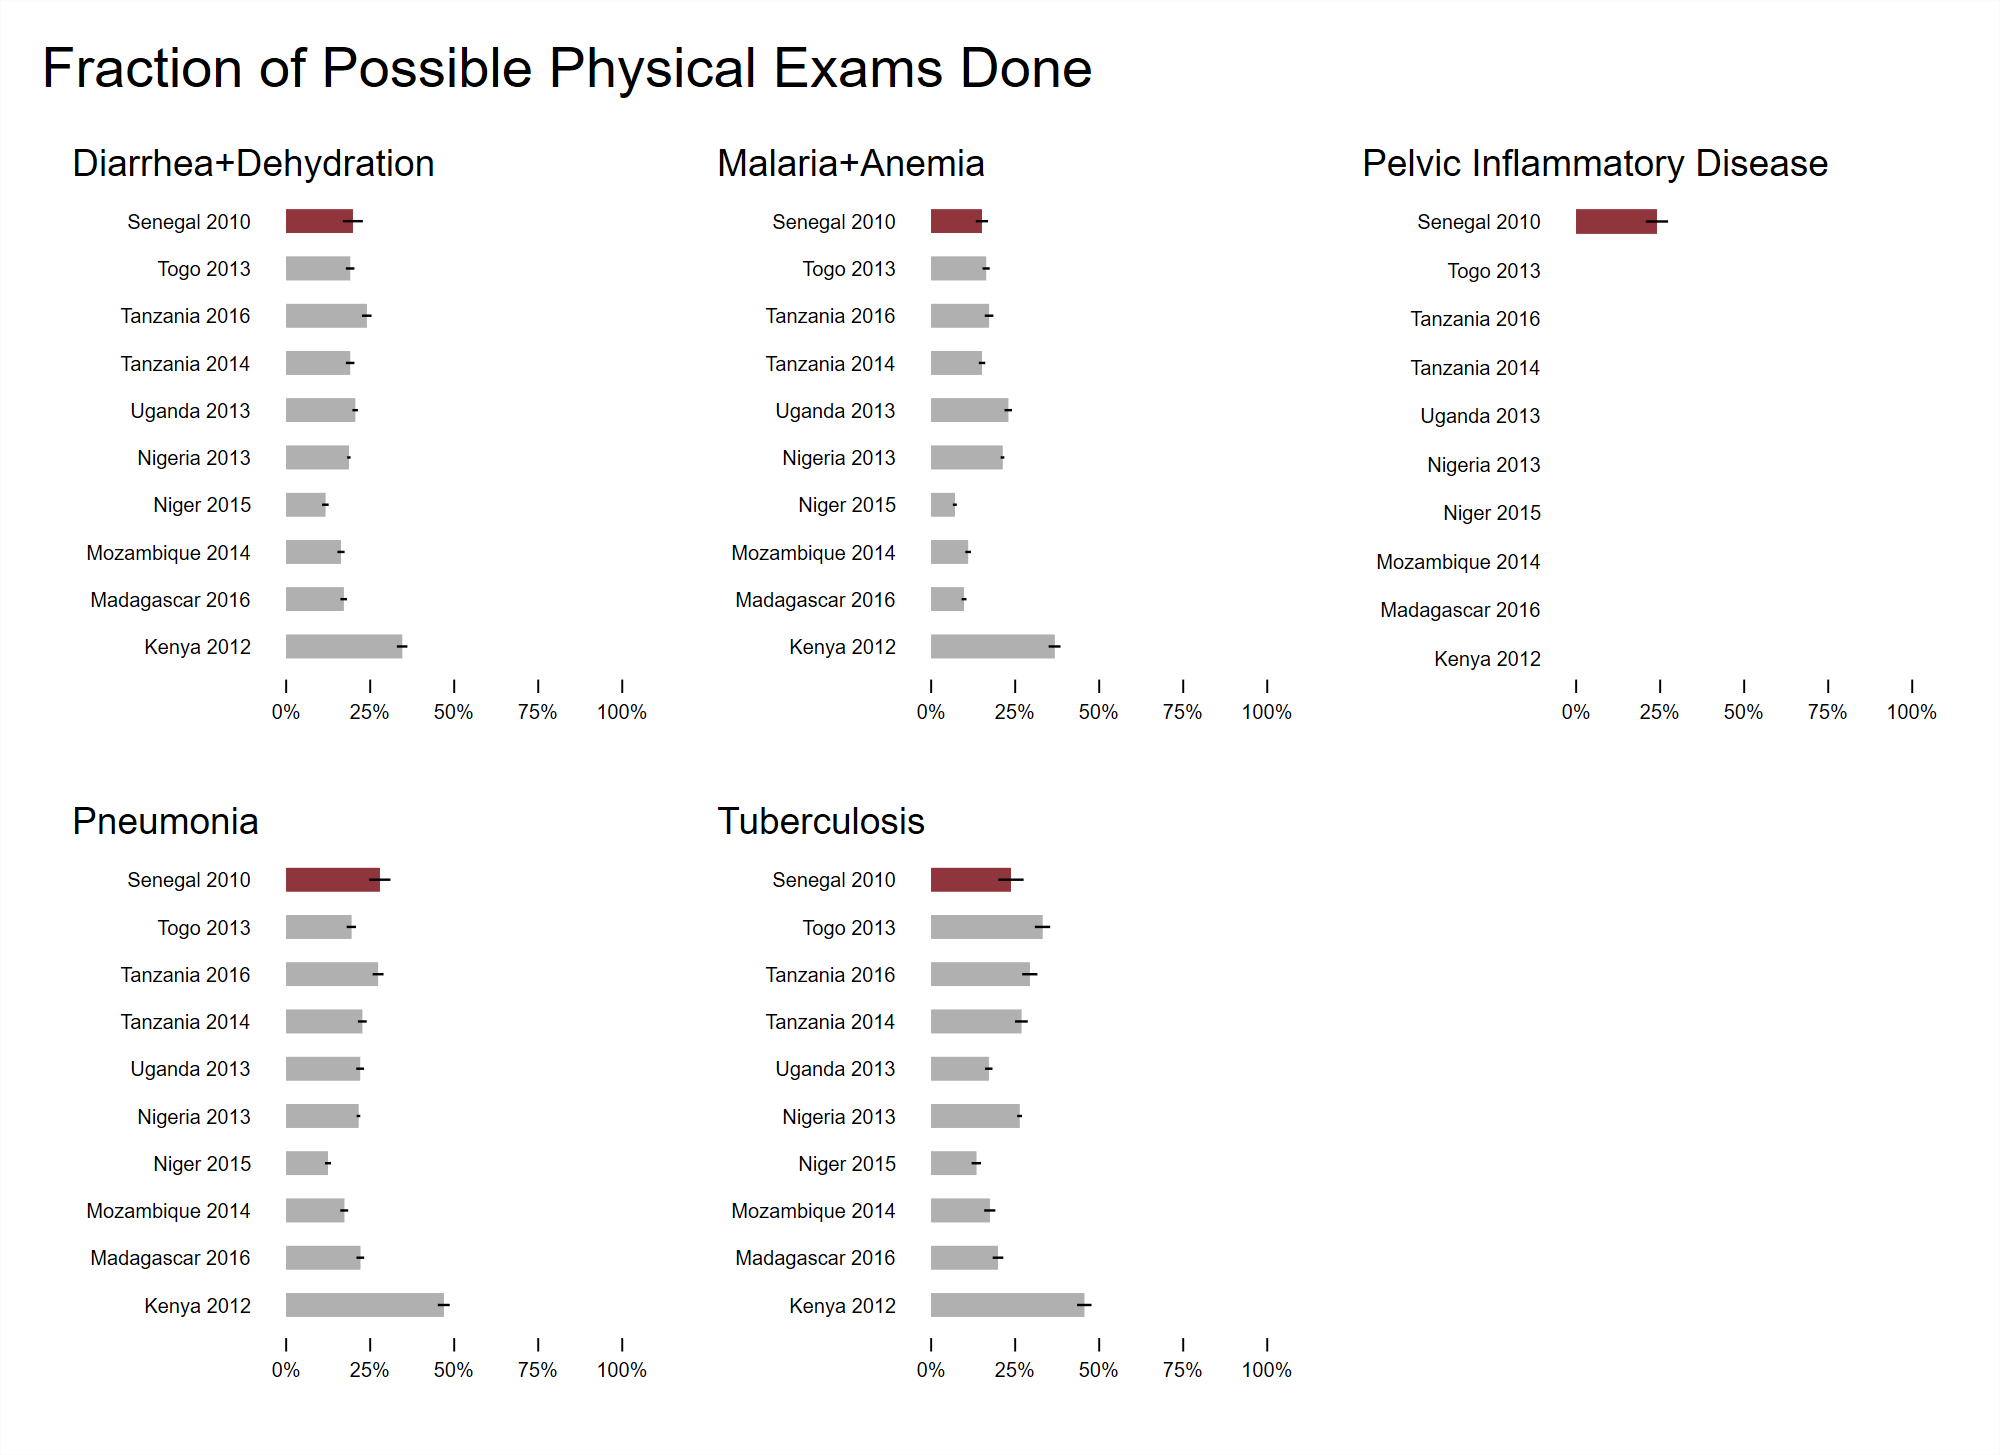 Fraction of Possible Physical Exams Done
Diarrhea+Dehydration
Senegal 2010
Togo 2013
Tanzania 2016
Tanzania 2014
Uganda 2013
Nigeria 2013
Niger 2015
Mozambique 2014
Madagascar 2016
Kenya 2012
0% 25% 50% 75% 100%
Malaria+Anemia
Senegal 2010
Togo 2013
Tanzania 2016
Tanzania 2014
Uganda 2013
Nigeria 2013
Niger 2015
Mozambique 2014
Madagascar 2016
Kenya 2012
0% 25% 50% 75% 100%
Pelvic Inflammatory Disease
Senegal 2010
Togo 2013
Tanzania 2016
Tanzania 2014
Uganda 2013
Nigeria 2013
Niger 2015
Mozambique 2014
Madagascar 2016
Kenya 2012
0% 25% 50% 75% 100%
Pneumonia
Senegal 2010
Togo 2013
Tanzania 2016
Tanzania 2014
Uganda 2013
Nigeria 2013
Niger 2015
Mozambique 2014
Madagascar 2016
Kenya 2012
0% 25% 50% 75% 100%
Tuberculosis
Senegal 2010
Togo 2013
Tanzania 2016
Tanzania 2014
Uganda 2013
Nigeria 2013
Niger 2015
Mozambique 2014
Madagascar 2016
Kenya 2012
0% 25% 50% 75% 100%